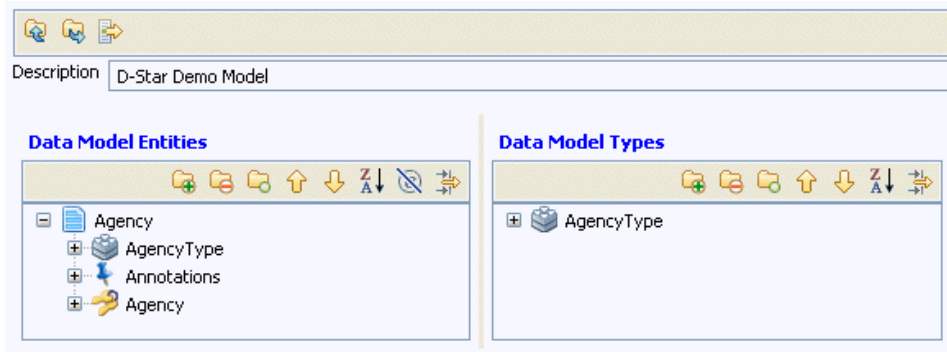 Description D-Star Demo Model
Data Model Entities
Z
A
Agency
AgencyType
Annotations
Agency
Data Model Types
Z
A
AgencyType